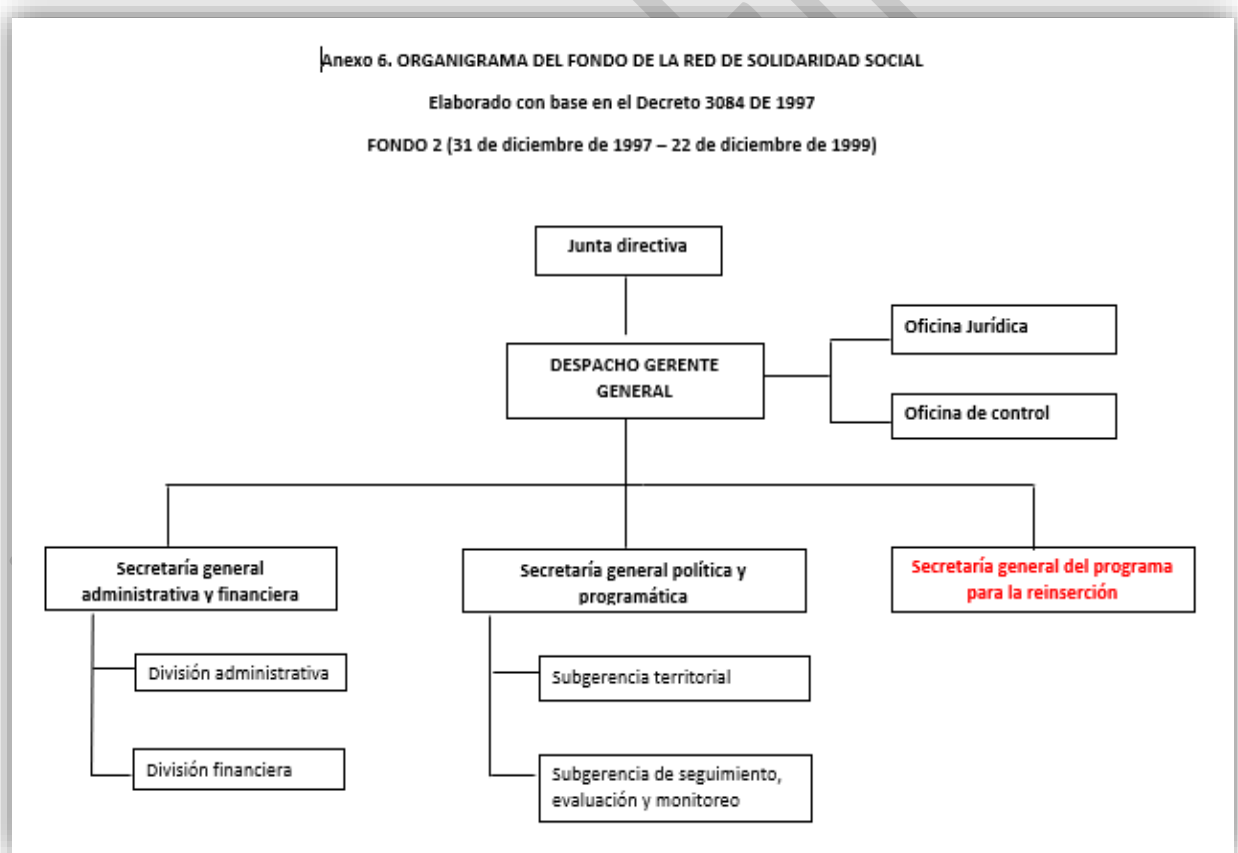 Anexo 6. ORGANIGRAMA DEL FONDO DE LA RED DE SOLIDARIDAD SOCIAL
Elaborado con base en el Decreto 3084 DE 1997
FONDO 2 (31 de diciembre de 1997 – 22 de diciembre de 1999)
Junta directiva
DESPACHO GERENTE
GENERAL
Oficina Jurídica
Oficina de control
Secretaría general
administrativa y financiera
División administrativa
División financiera
Secretaría general política y
programática
Subgerencia territorial
Subgerencia de seguimiento,
evaluación y monitoreo
Secretaría general del programa
para la reinserción